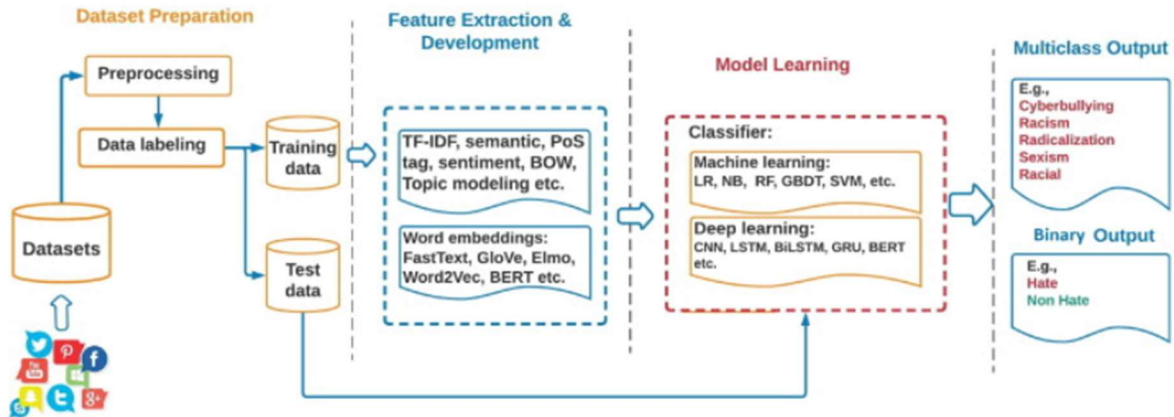 Dataset Preparation
Preprocessing
Data labeling
Datasets
Training
data
Test
data
Feature Extraction &
Development
TF-IDF, semantic, PoS
tag, sentiment, BOW,
Topic modeling etc.
Word embeddings:
FastText, GloVe, Elmo,
Word2Vec, BERT etc.
Model Learning
Classifier:
Machine learning:
LR, NB, RF, GBDT, SVM, etc.
Deep learning:
CNN, LSTM, BiLSTM, GRU, BERT
etc.
Multiclass Output
E.g.,
Cyberbullying
Racism
Radicalization
Sexism
Racial
Binary Output
E.g.,
Hate
Non Hate